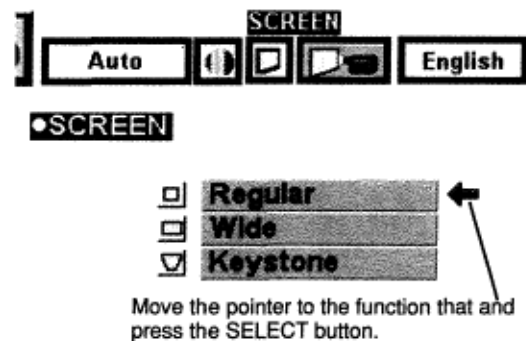 SCREEN
Auto English
•SCREEN
Regular
Wide
Keystone
Move the pointer to the function that and
press the SELECT button.